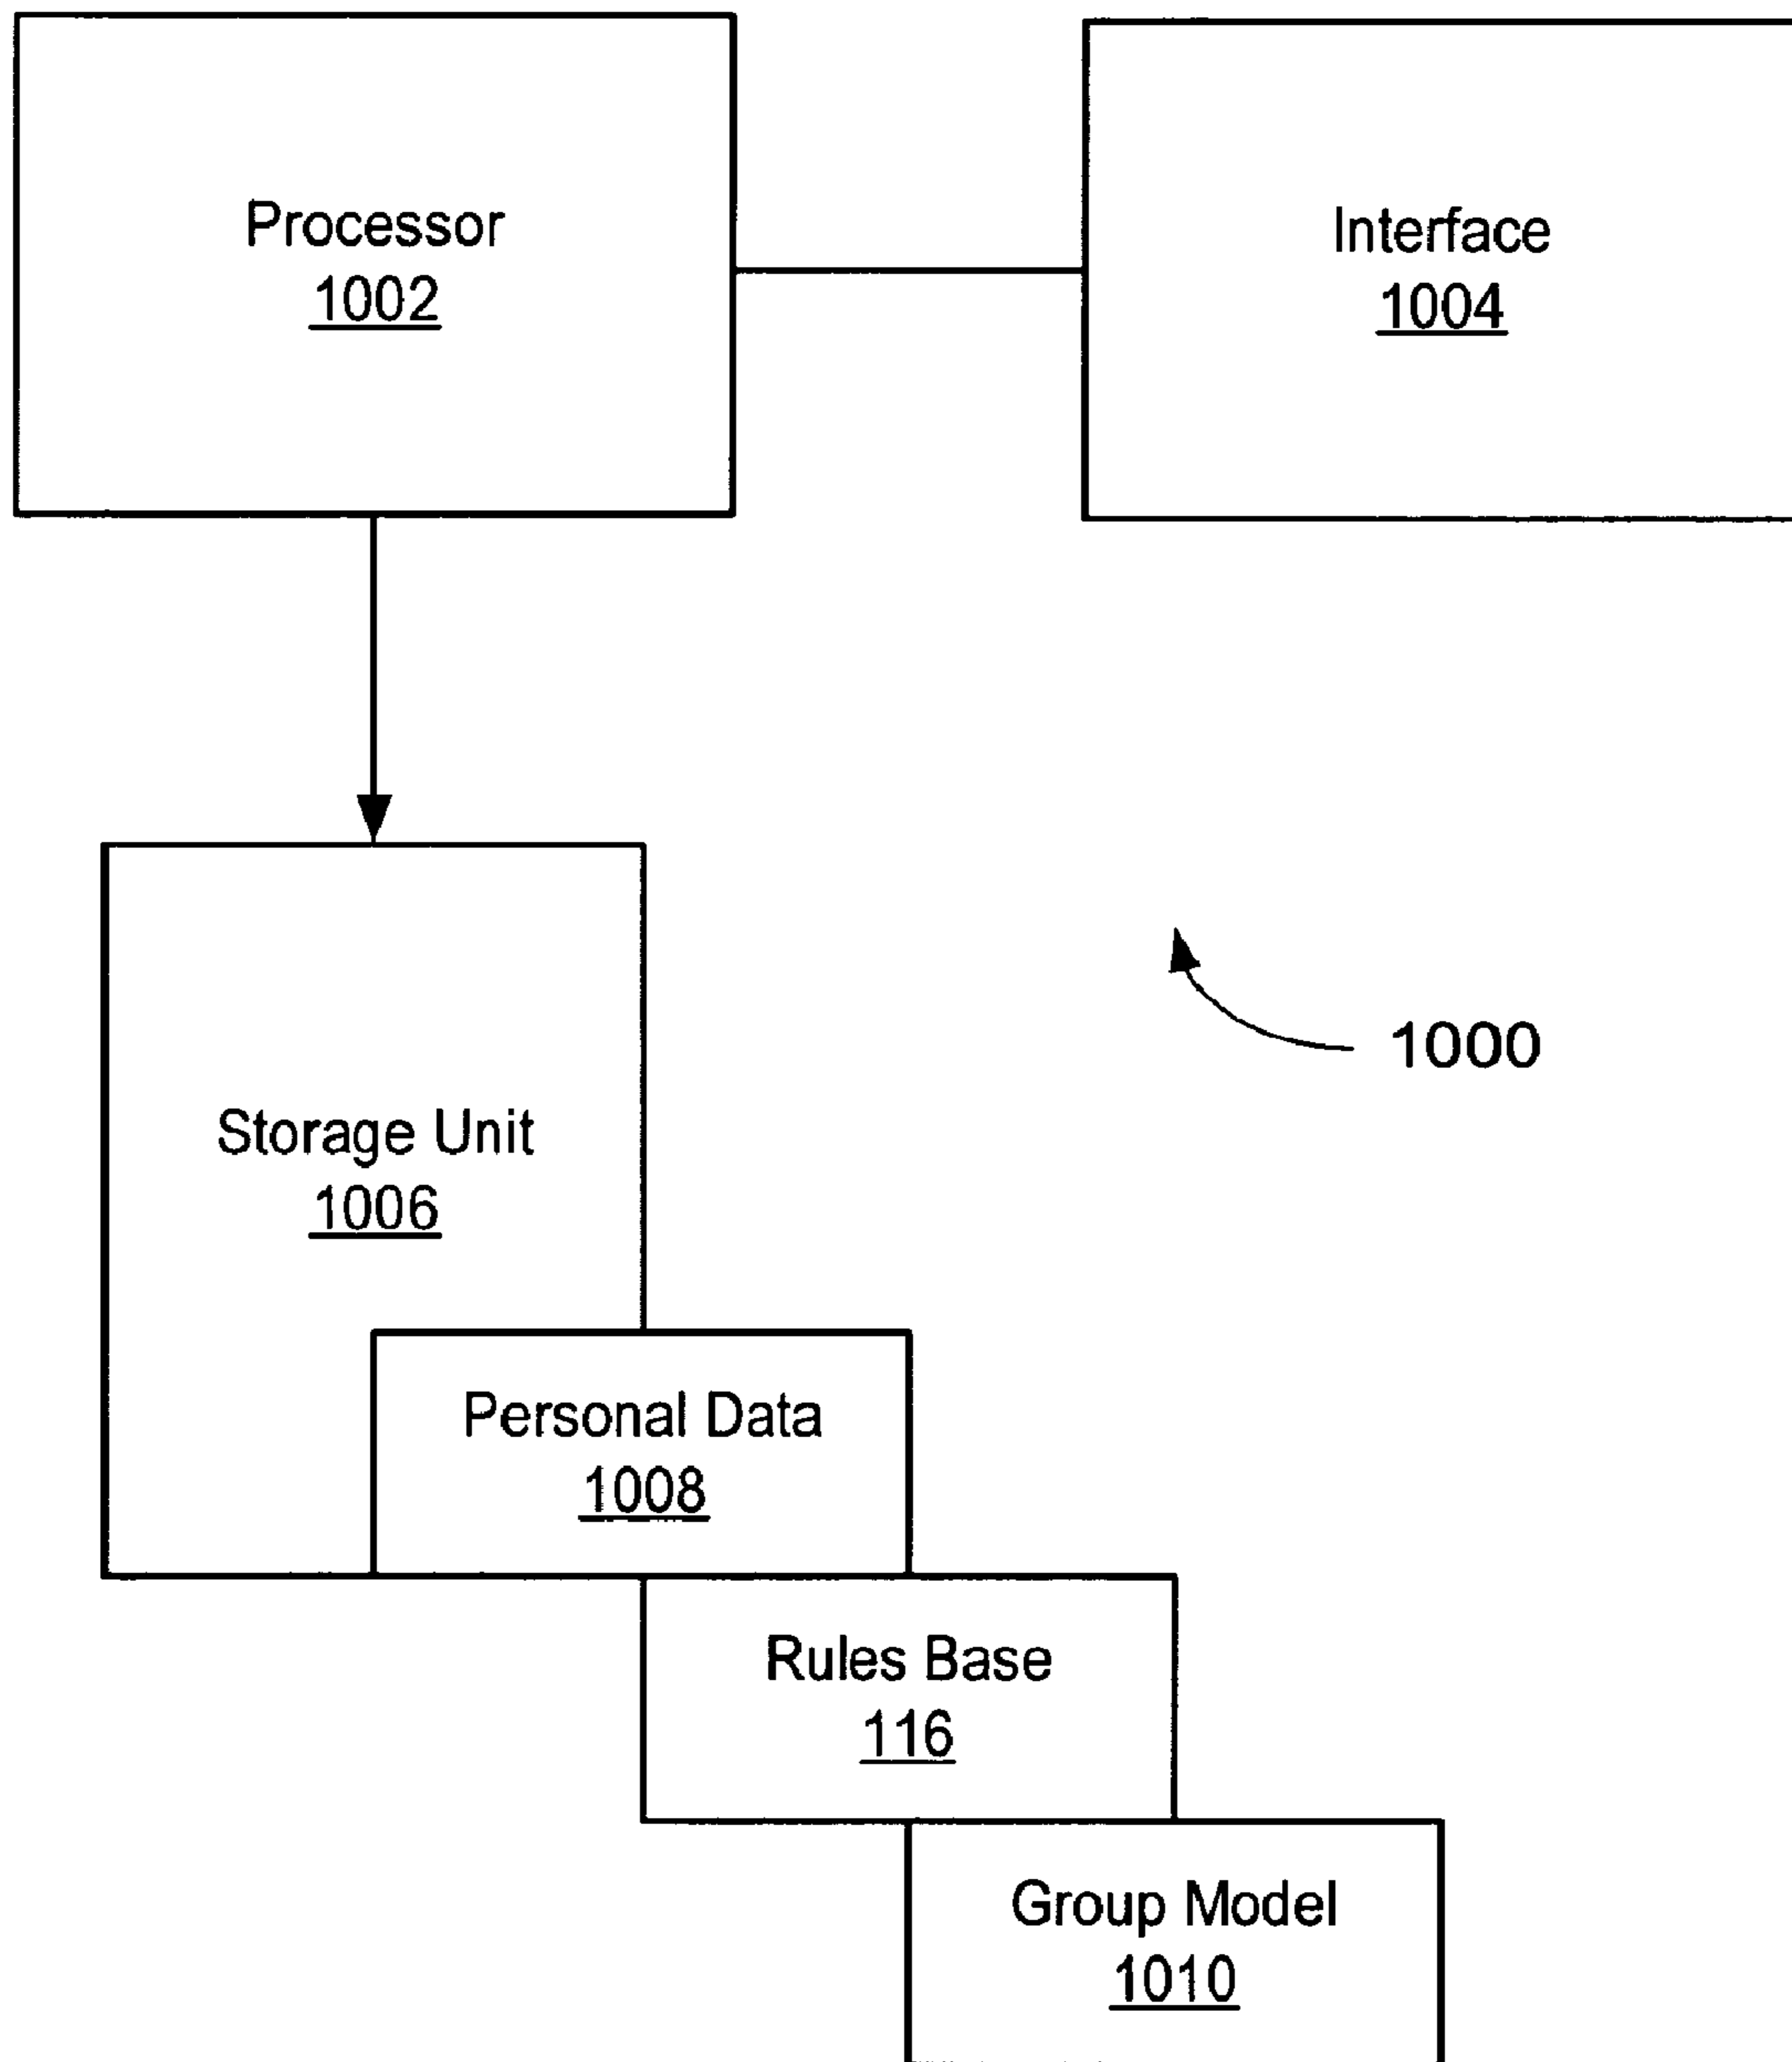 Processor
1002
Interface
1004
1000
Storage Unit
1006
Personal Data
1008
Rules Base
116
Group Model
1010